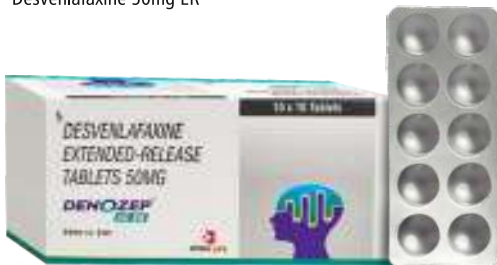 Desvenlafaxine 50mg ER
10 x 10 Tablets
DESVENLAFAXINE
EXTENDED-RELEASE
TABLETS 50MG
DENOZEP